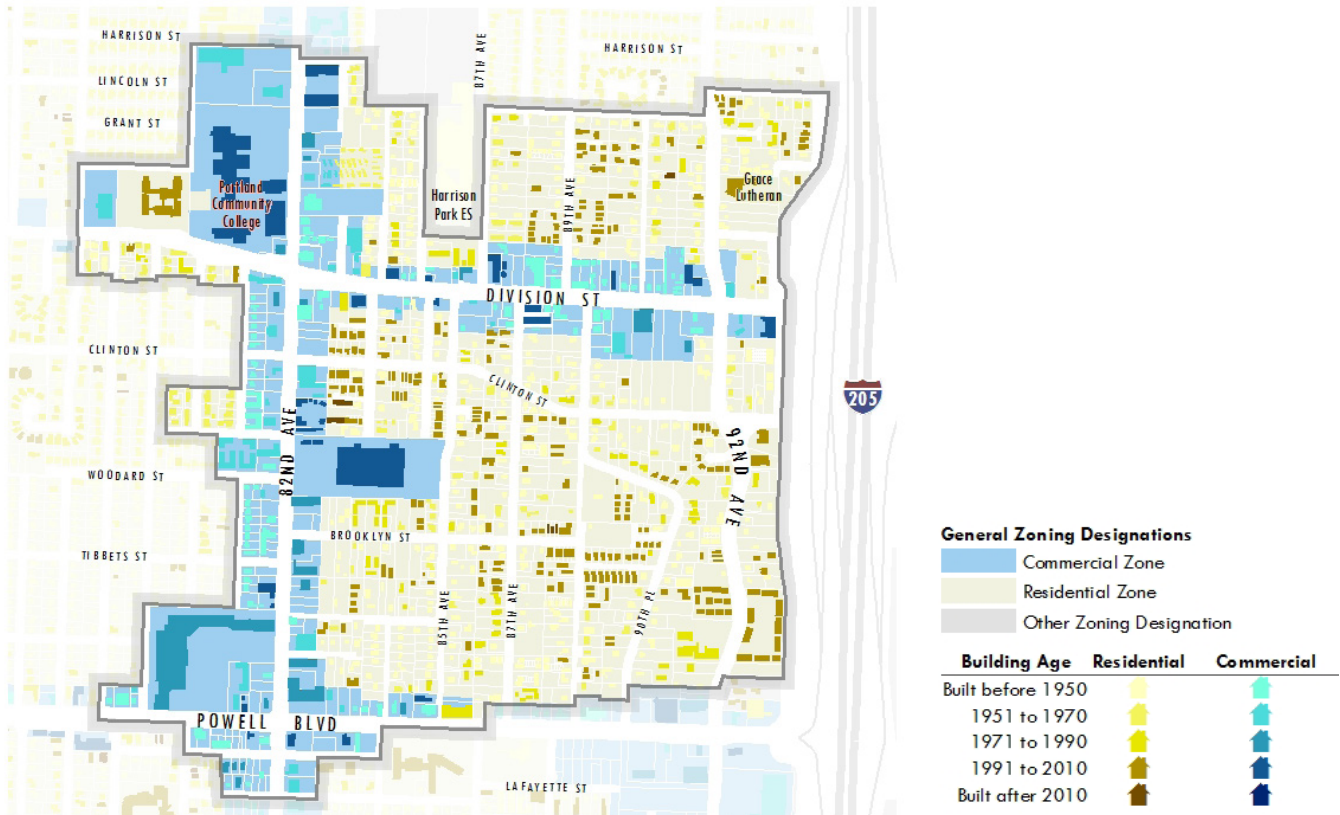 HARRISON ST
87TH AVE
HARRISON ST
LINCOLN ST
GRANT ST
Portland
Community
College
Harrison
Park ES
89TH AVE
Grace
Lutheran
DIVISION ST
CLINTON ST
CLINTON ST
205
82ND AVE
92ND AVE
WOODARD ST
BROOKLYN ST
TIBBETS ST
85TH AVE
87TH AVE
90TH PL
POWELL BLVD
LAFAYETTE ST
General Zoning Designations
Commercial Zone
Residential Zone
Other Zoning Designation
Building Age Residential Commercial
Built before 1950
1951 to 1970
1971 to 1990
1991 to 2010
Built after 2010